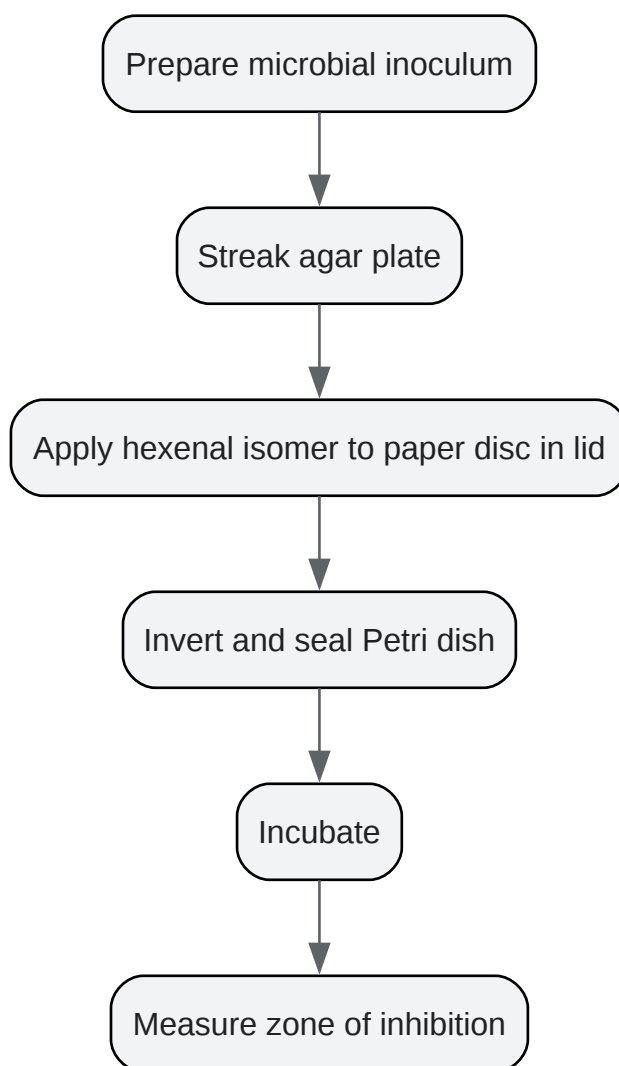 Prepare microbial inoculum
Streak agar plate
Apply hexenal isomer to paper disc in lid
Invert and seal Petri dish
Incubate
Measure zone of inhibition